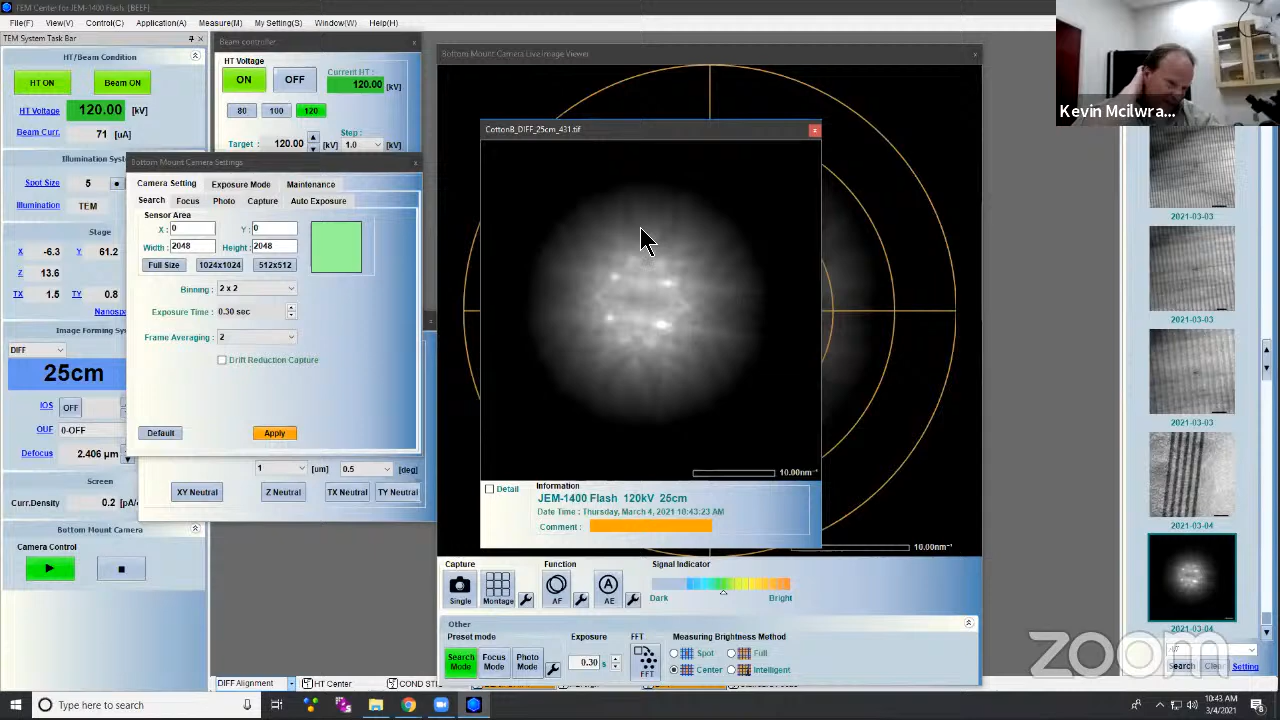 TEM Center for JEM-1400 Flash [BEEF]
File(F) View(V) Control(C) Application(A) Measure(M) My Setting(S) Window(W) Help(H)
TEM System Task Bar
HT/Beam Condition
HT ON Beam ON
HT Voltage 120.00 [kV]
Beam Curr. 71 [uA]
Spot Size 5
Illumination TEM
Stage
X -6.3 Y 61.2
Z 13.6
TX 1.5 TY 0.8
DIFF
25cm
IOS OFF
OUF 0-OFF
Defocus 2.406 µm
Screen
Curr.Density 0.2
Bottom Mount Camera
Camera Control
Beam controller
HT Voltage
ON OFF
Current HT:
120.00 [kV]
80 100 120
Step :
Target : 120.00 [kV] 1.0 [kV]
Bottom Mount Camera Settings
Camera Setting Exposure Mode Maintenance
Search Focus Photo Capture Auto Exposure
Sensor Area
X : 0 Y : 0
Width : 2048 Height : 2048
Full Size 1024x1024 512x512
Binning : 2 x 2
Exposure Time : 0.30 sec
Frame Averaging : 2
Drift Reduction Capture
Default Apply
1 [um] 0.5 [deg]
XY Neutral Z Neutral TX Neutral TY Neutral
Bottom Mount Camera Live Image Viewer
CottonB_DIFF_25cm_431.tif
10.00nm⁻¹
Detail
Information
JEM-1400 Flash 120kV 25cm
Date Time : Thursday, March 4, 2021 10:43:23 AM
Comment :
10.00nm⁻¹
Capture Function Signal Indicator
Single Montage AF AE
Dark Bright
Other
Preset mode Exposure FFT Measuring Brightness Method
Search Mode Focus Mode Photo Mode
0.30 s
FFT
Spot Full
Center Intelligent
DIFF Alignment HT Center
Kevin Mcilwra...
2021-03-03
2021-03-03
2021-03-03
2021-03-04
2021-03-04
Search Clear Setting
zoom
Type here to search
10:43 AM
3/4/2021
8